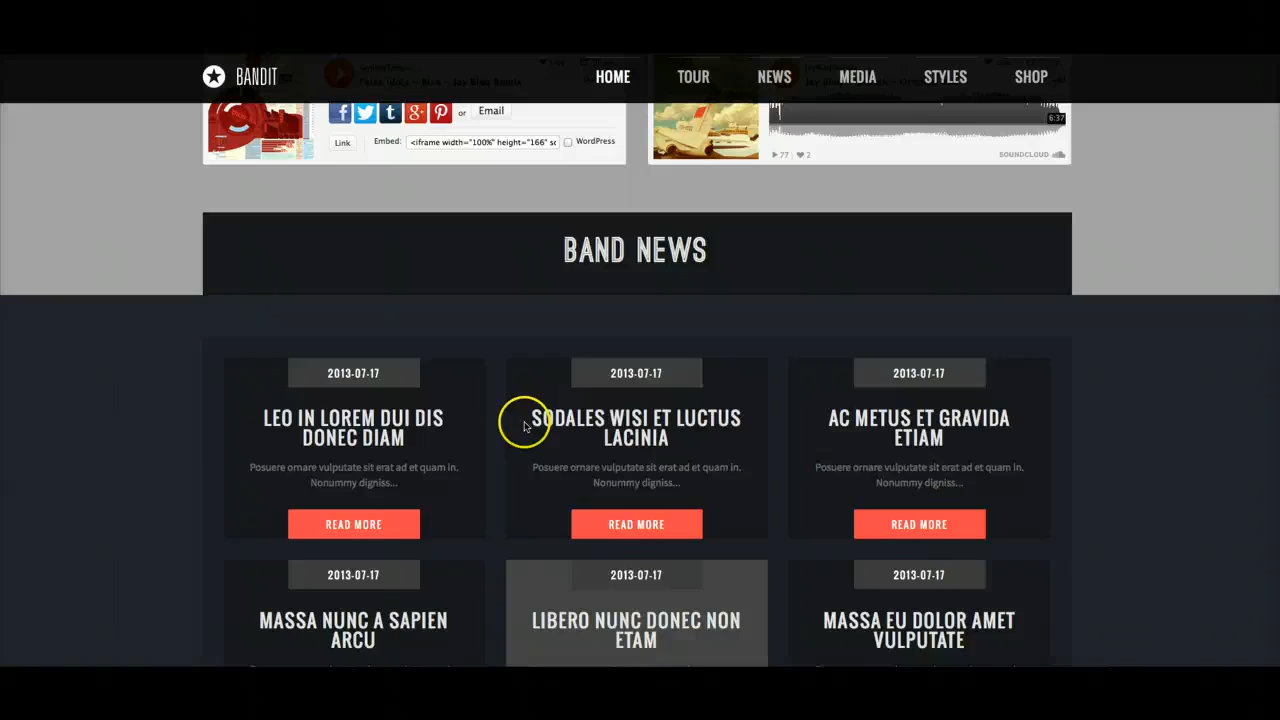 BANDIT
HOME TOUR NEWS MEDIA STYLES SHOP
or Email
Link Embed: <iframe width="100%" height="166" sc WordPress
6:37
77 2
SOUNDCLOUD
BAND NEWS
2013-07-17
LEO IN LOREM DUI DIS
DONEC DIAM
Posuere ornare vulputate sit erat ad et quam in.
Nonummy digniss...
READ MORE
2013-07-17
SODALES WISI ET LUCTUS
LACINIA
Posuere ornare vulputate sit erat ad et quam in.
Nonummy digniss...
READ MORE
2013-07-17
AC METUS ET GRAVIDA
ETIAM
Posuere ornare vulputate sit erat ad et quam in.
Nonummy digniss...
READ MORE
2013-07-17
MASSA NUNC A SAPIEN
ARCU
2013-07-17
LIBERO NUNC DONEC NON
ETAM
2013-07-17
MASSA EU DOLOR AMET
VULPUTATE